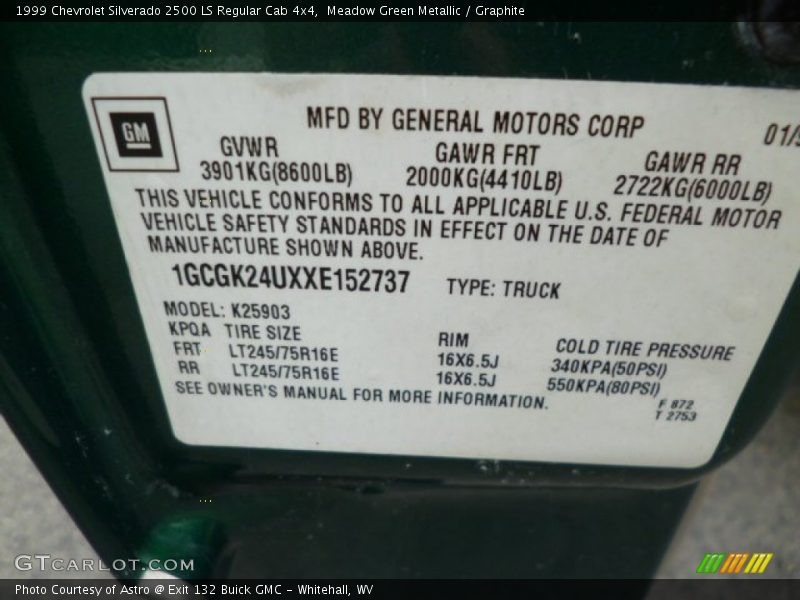 1999 Chevrolet Silverado 2500 LS Regular Cab 4x4, Meadow Green Metallic / Graphite
GM
MFD BY GENERAL MOTORS CORP
01/
GVWR GAWR FRT GAWR RR
3901KG(8600LB) 2000KG(4410LB) 2722KG(6000LB)
THIS VEHICLE CONFORMS TO ALL APPLICABLE U.S. FEDERAL MOTOR
VEHICLE SAFETY STANDARDS IN EFFECT ON THE DATE OF
MANUFACTURE SHOWN ABOVE.
1GCGK24UXXE152737 TYPE: TRUCK
MODEL: K25903
KPQA TIRE SIZE RIM COLD TIRE PRESSURE
FRT LT245/75R16E 16X6.5J 340KPA(50PSI)
RR LT245/75R16E 16X6.5J 550KPA(80PSI)
SEE OWNER'S MANUAL FOR MORE INFORMATION.
F 872
T 2753
GTCARLOT.COM
Photo Courtesy of Astro @ Exit 132 Buick GMC - Whitehall, WV